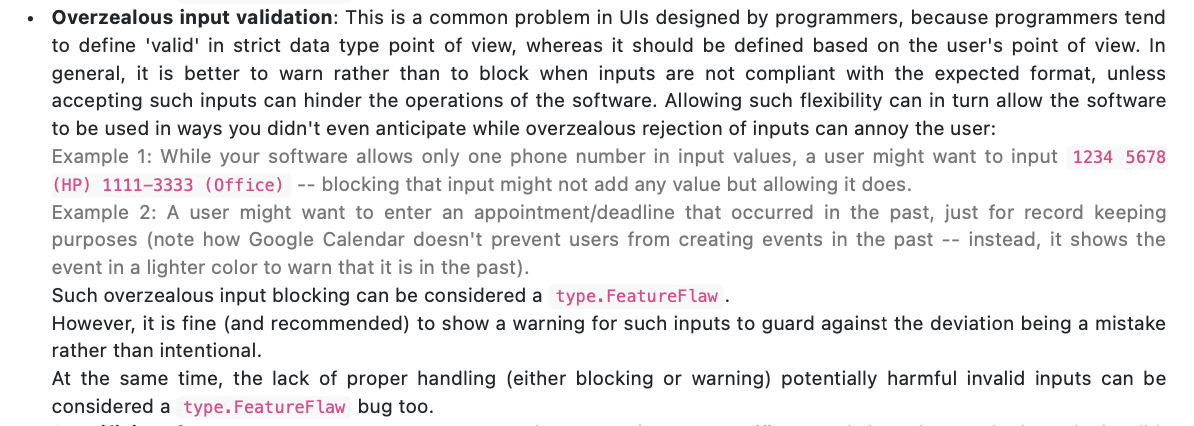 • Overzealous input validation: This is a common problem in UIs designed by programmers, because programmers tend
to define 'valid' in strict data type point of view, whereas it should be defined based on the user's point of view. In
general, it is better to warn rather than to block when inputs are not compliant with the expected format, unless
accepting such inputs can hinder the operations of the software. Allowing such flexibility can in turn allow the software
to be used in ways you didn't even anticipate while overzealous rejection of inputs can annoy the user:
Example 1: While your software allows only one phone number in input values, a user might want to input 1234 5678
(HP) 1111-3333 (Office) -- blocking that input might not add any value but allowing it does.
Example 2: A user might want to enter an appointment/deadline that occurred in the past, just for record keeping
purposes (note how Google Calendar doesn't prevent users from creating events in the past -- instead, it shows the
event in a lighter color to warn that it is in the past).
Such overzealous input blocking can be considered a type.FeatureFlaw .
However, it is fine (and recommended) to show a warning for such inputs to guard against the deviation being a mistake
rather than intentional.
At the same time, the lack of proper handling (either blocking or warning) potentially harmful invalid inputs can be
considered a type.FeatureFlaw bug too.